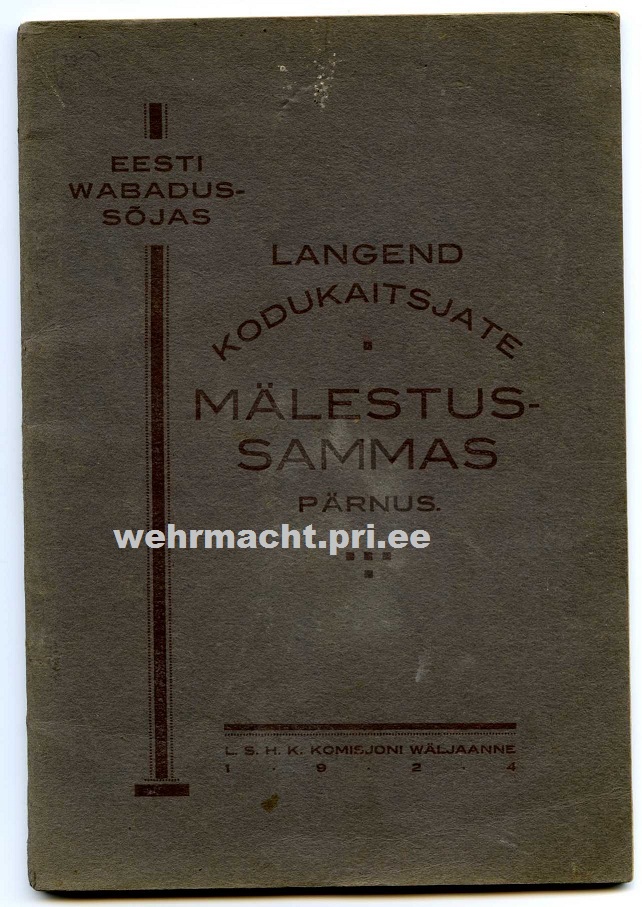 EESTI
WABADUS-
SÕJAS
LANGEND
KODUKAITSJATE
MÄLESTUS-
SAMMAS
PÄRNUS.
wehrmacht.pri.ee
L. S. H. K. KOMISJONI WÄLJAANNE
1 · 9 · 2 · 4